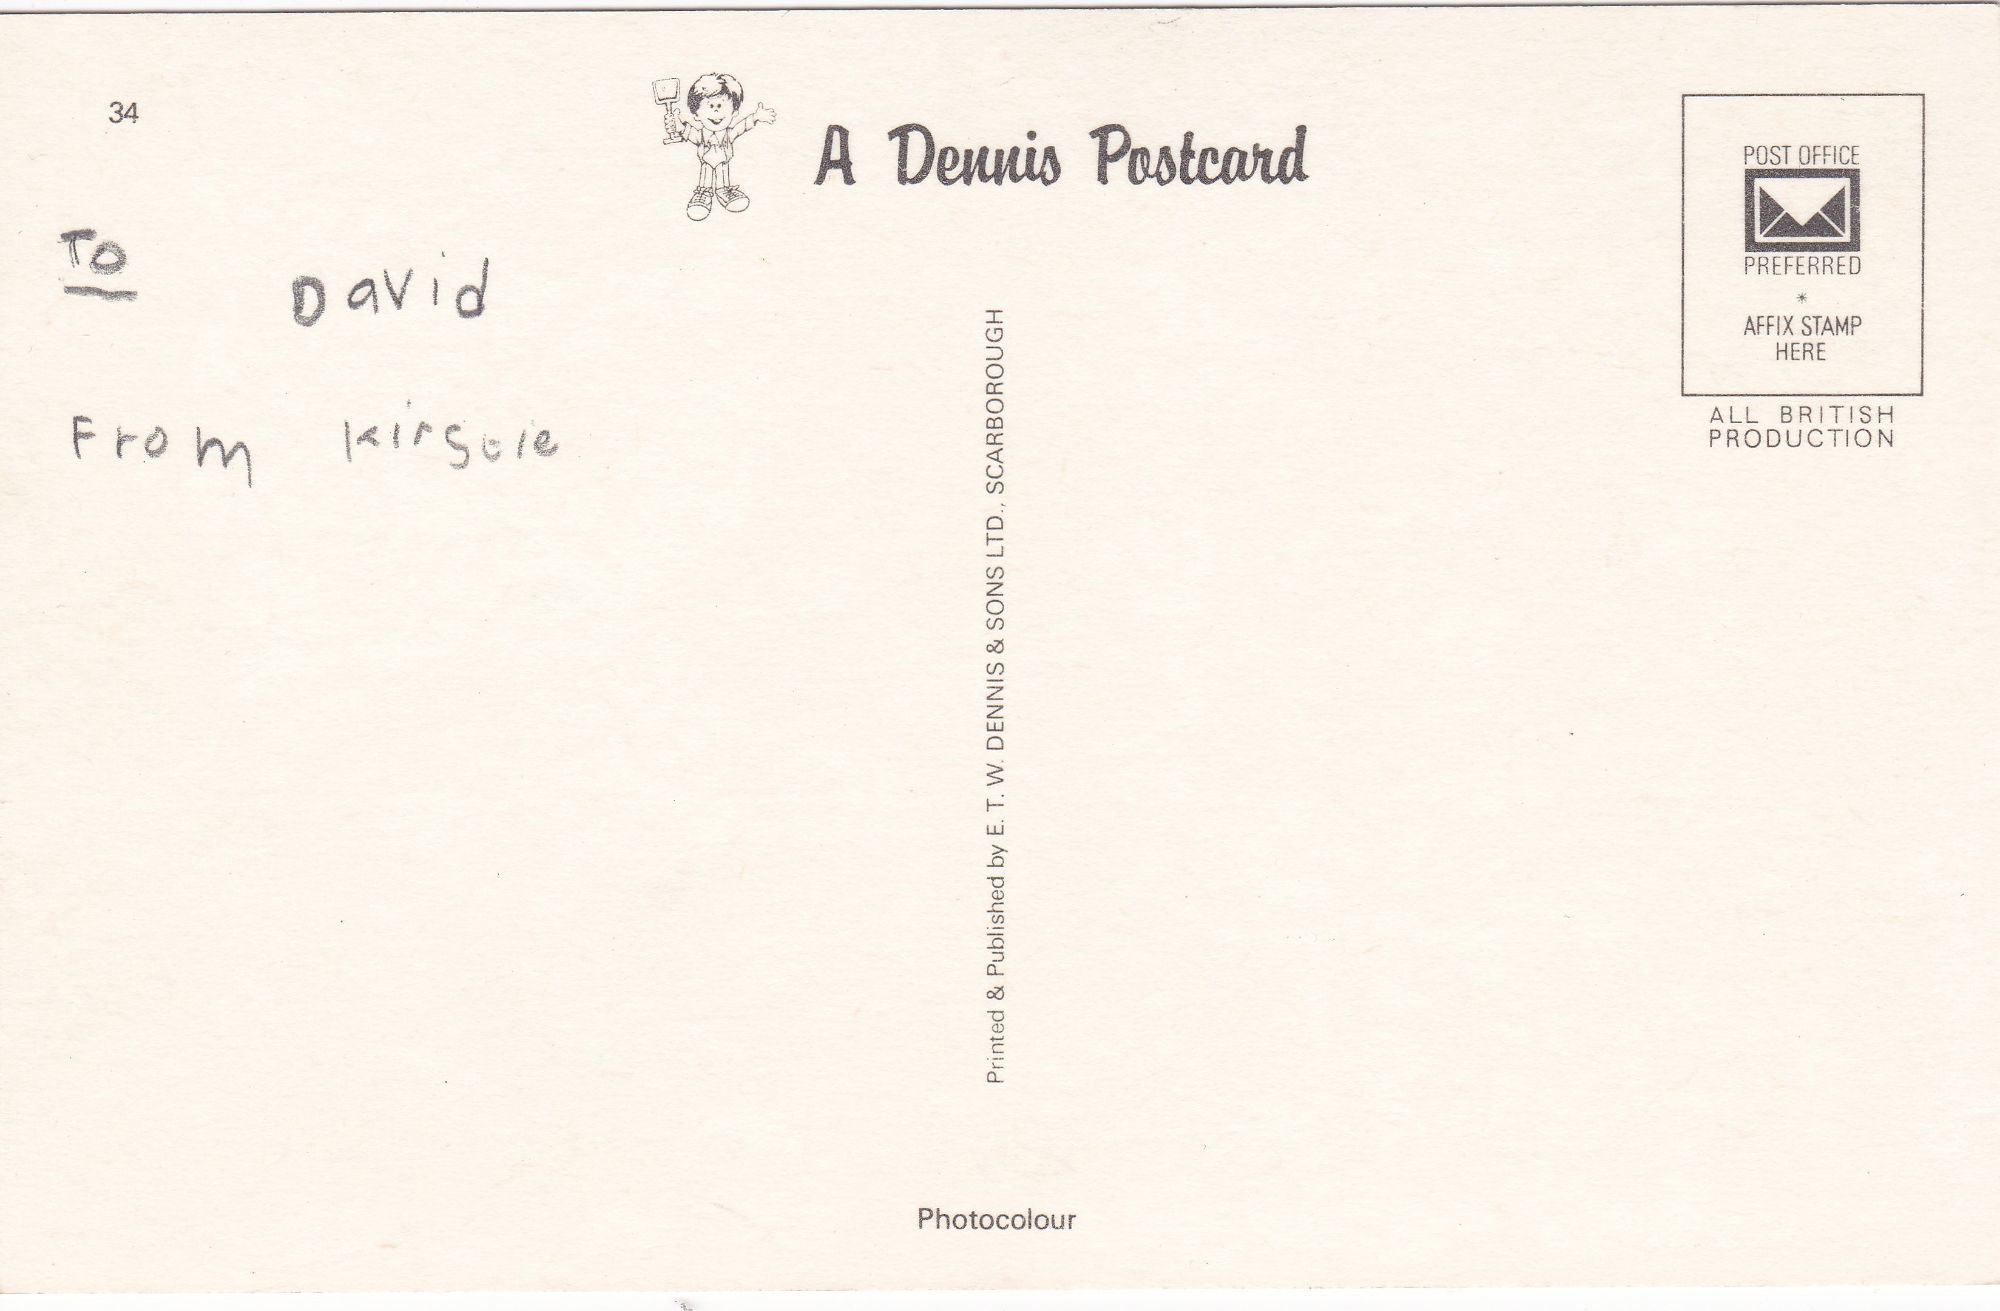 34
A Dennis Postcard
POST OFFICE
PREFERRED
*
AFFIX STAMP
HERE
ALL BRITISH
PRODUCTION
To David
From Kirstie
Printed & Published by E. T. W. DENNIS & SONS LTD., SCARBOROUGH
Photocolour